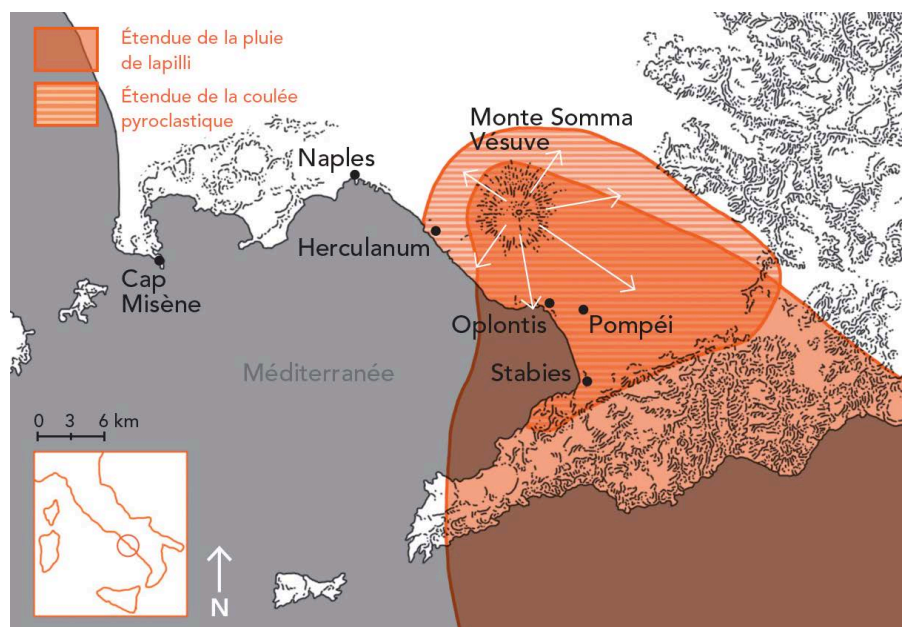 Étendue de la pluie
de lapilli
Étendue de la coulée
pyroclastique
Monte Somma
Vésuve
Naples
Herculanum
Cap
Misène
Oplontis
Pompéi
Méditerranée
Stabies
0 3 6 km
N